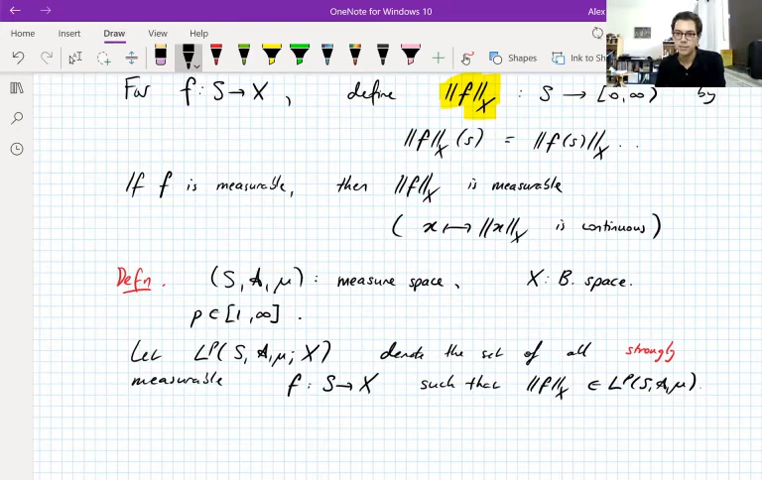 OneNote for Windows 10
Alex
Home Insert Draw View Help
Shapes Ink to
For f : S → X , define ‖f‖_X : S → [0, ∞) by
‖f‖_X (s) = ‖f(s)‖_X . .
If f is measurable, then ‖f‖_X is measurable
( x ↦ ‖x‖_X is continuous )
Defn. (S, A, μ) : measure space, X : B. space.
p ∈ [1, ∞] .
Let L^p(S, A, μ; X) denote the set of all strongly
measurable f : S → X such that ‖f‖_X ∈ L^p(S, A, μ).